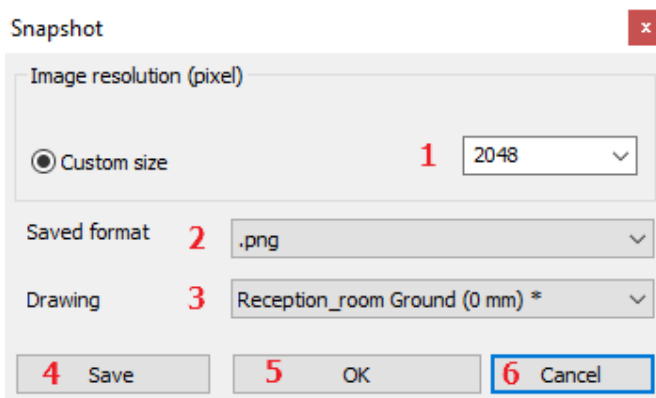 Snapshot x
Image resolution (pixel)
Custom size 1 2048
Saved format 2 .png
Drawing 3 Reception_room Ground (0 mm) *
4 Save 5 OK 6 Cancel